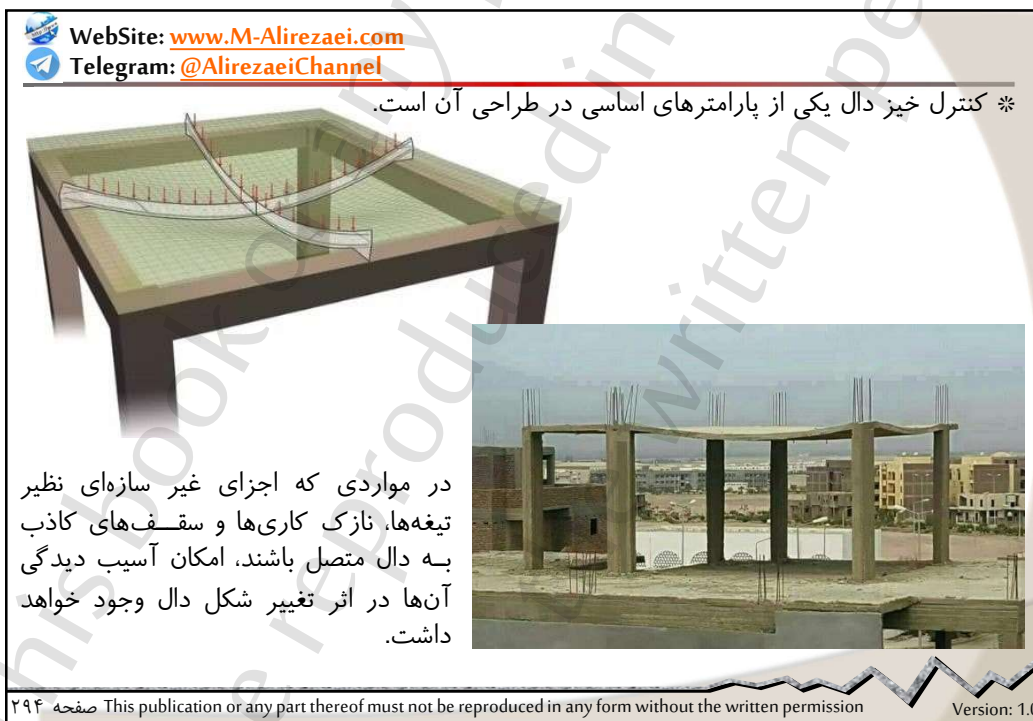 WebSite: www.M-Alirezaei.com
Telegram: @AlirezaeiChannel
* کنترل خیز دال یکی از پارامترهای اساسی در طراحی آن است.
در مواردی که اجزای غیر سازه‌ای نظیر
تیغه‌ها، نازک کاری‌ها و سقــف‌های کاذب
بــه دال متصل باشند، امکان آسیب دیدگی
آن‌ها در اثر تغییر شکل دال وجود خواهد
داشت.
صفحه ۲۹۴ This publication or any part thereof must not be reproduced in any form without the written permission
Version: 1.0